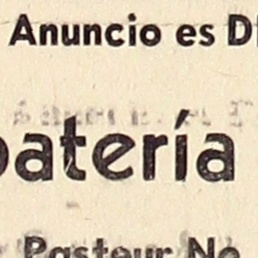 Anuncio es D
patería
Pasteur No